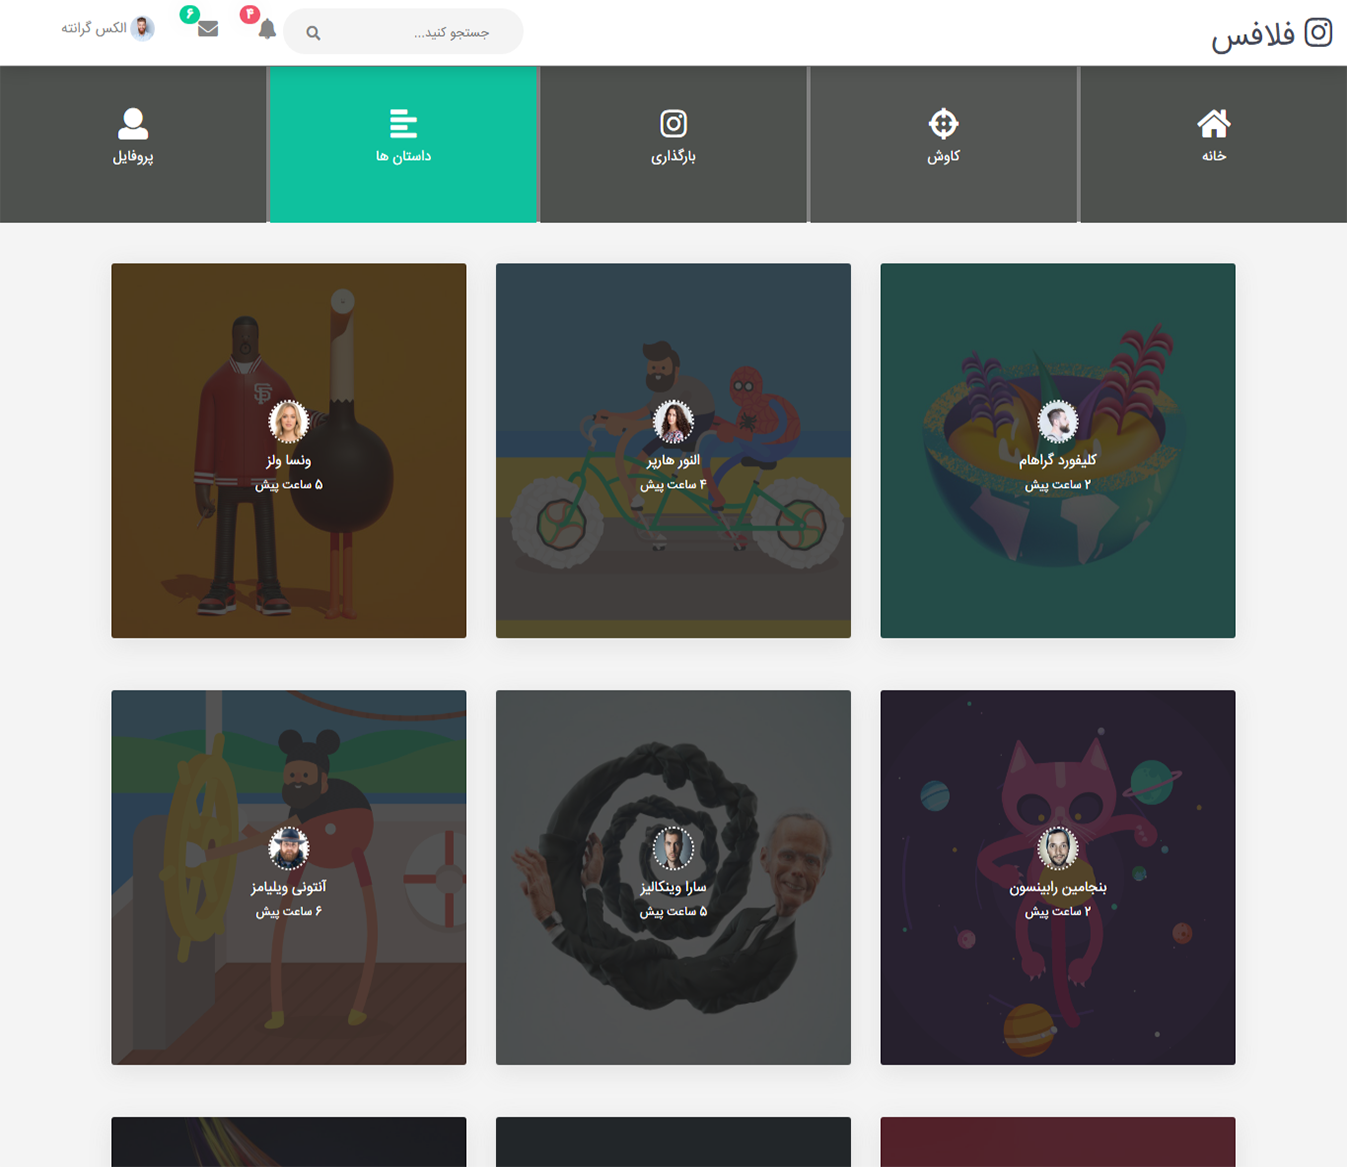 فلافس
جستجو کنید...
۴
۶
الکس گرانته
خانه
کاوش
بارگذاری
داستان ها
پروفایل
کلیفورد گراهام
۲ ساعت پیش
النور هارپر
۴ ساعت پیش
ونسا ولز
۵ ساعت پیش
بنجامین رابینسون
۲ ساعت پیش
سارا وینکالیز
۵ ساعت پیش
آنتونی ویلیامز
۶ ساعت پیش